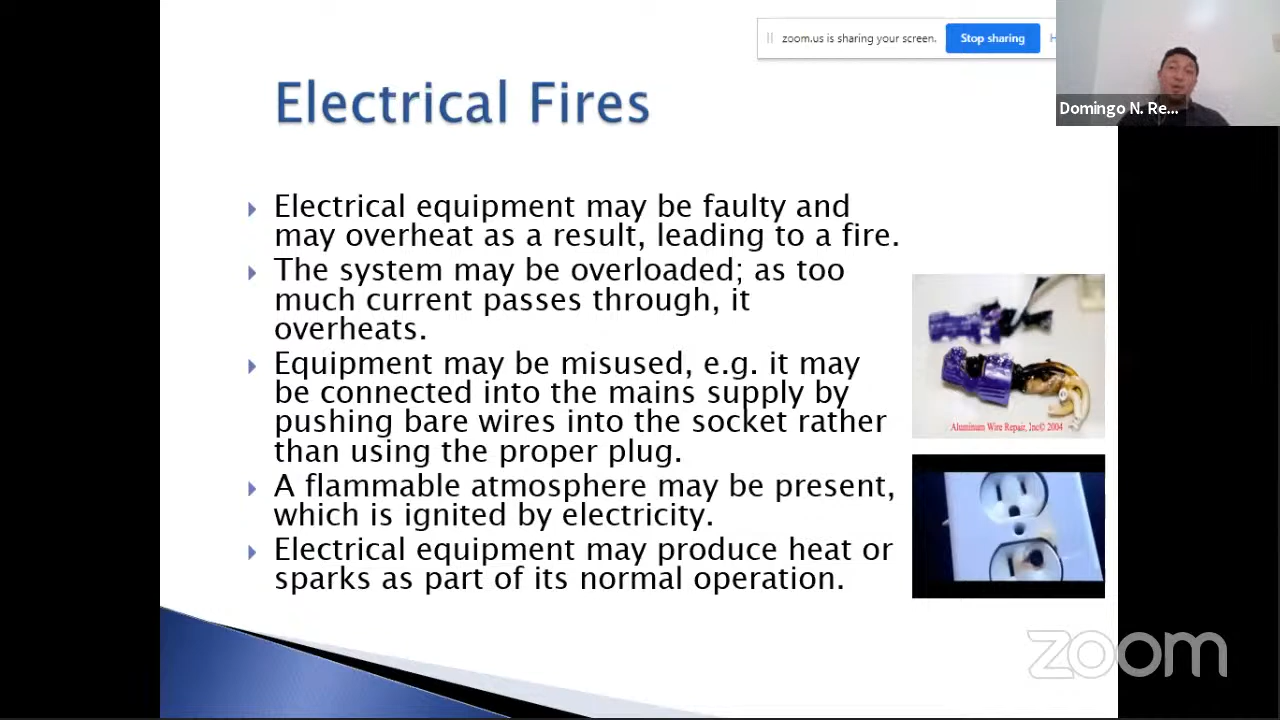 zoom.us is sharing your screen.
Stop sharing
Domingo N. Re...
Electrical Fires
Electrical equipment may be faulty and
may overheat as a result, leading to a fire.
The system may be overloaded; as too
much current passes through, it
overheats.
Equipment may be misused, e.g. it may
be connected into the mains supply by
pushing bare wires into the socket rather
than using the proper plug.
A flammable atmosphere may be present,
which is ignited by electricity.
Electrical equipment may produce heat or
sparks as part of its normal operation.
Aluminum Wire Repair, Inc© 2004
zoom